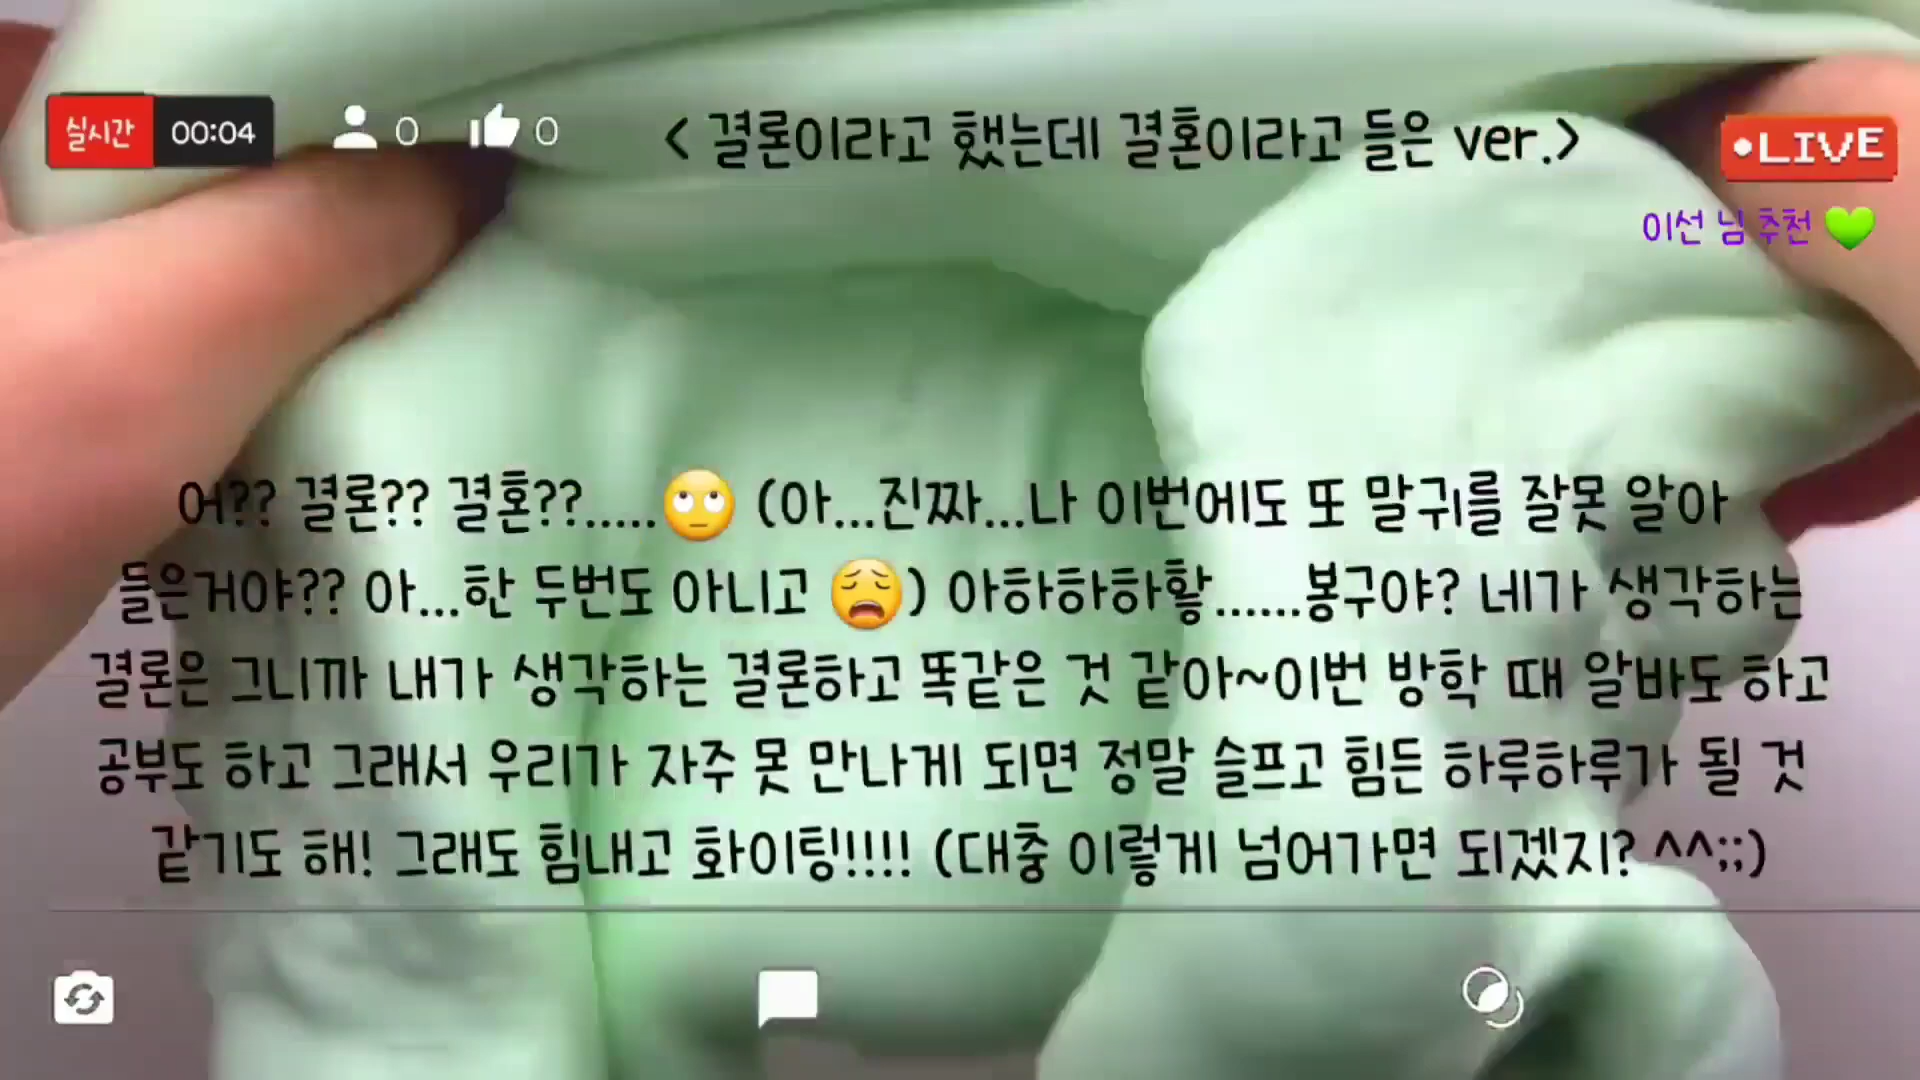 실시간 00:04 0 0 < 결론이라고 했는데 결혼이라고 들은 ver.> •LIVE
이선 님 추천 💚
어?? 결론?? 결혼??.....🙄 (아...진짜...나 이번에도 또 말귀를 잘못 알아
들은거야?? 아...한 두번도 아니고 😩) 아하하하핳......봉구야? 네가 생각하는
결론은 그니까 내가 생각하는 결론하고 똑같은 것 같아~이번 방학 때 알바도 하고
공부도 하고 그래서 우리가 자주 못 만나게 되면 정말 슬프고 힘든 하루하루가 될 것
같기도 해! 그래도 힘내고 화이팅!!!! (대충 이렇게 넘어가면 되겠지? ^^;;)